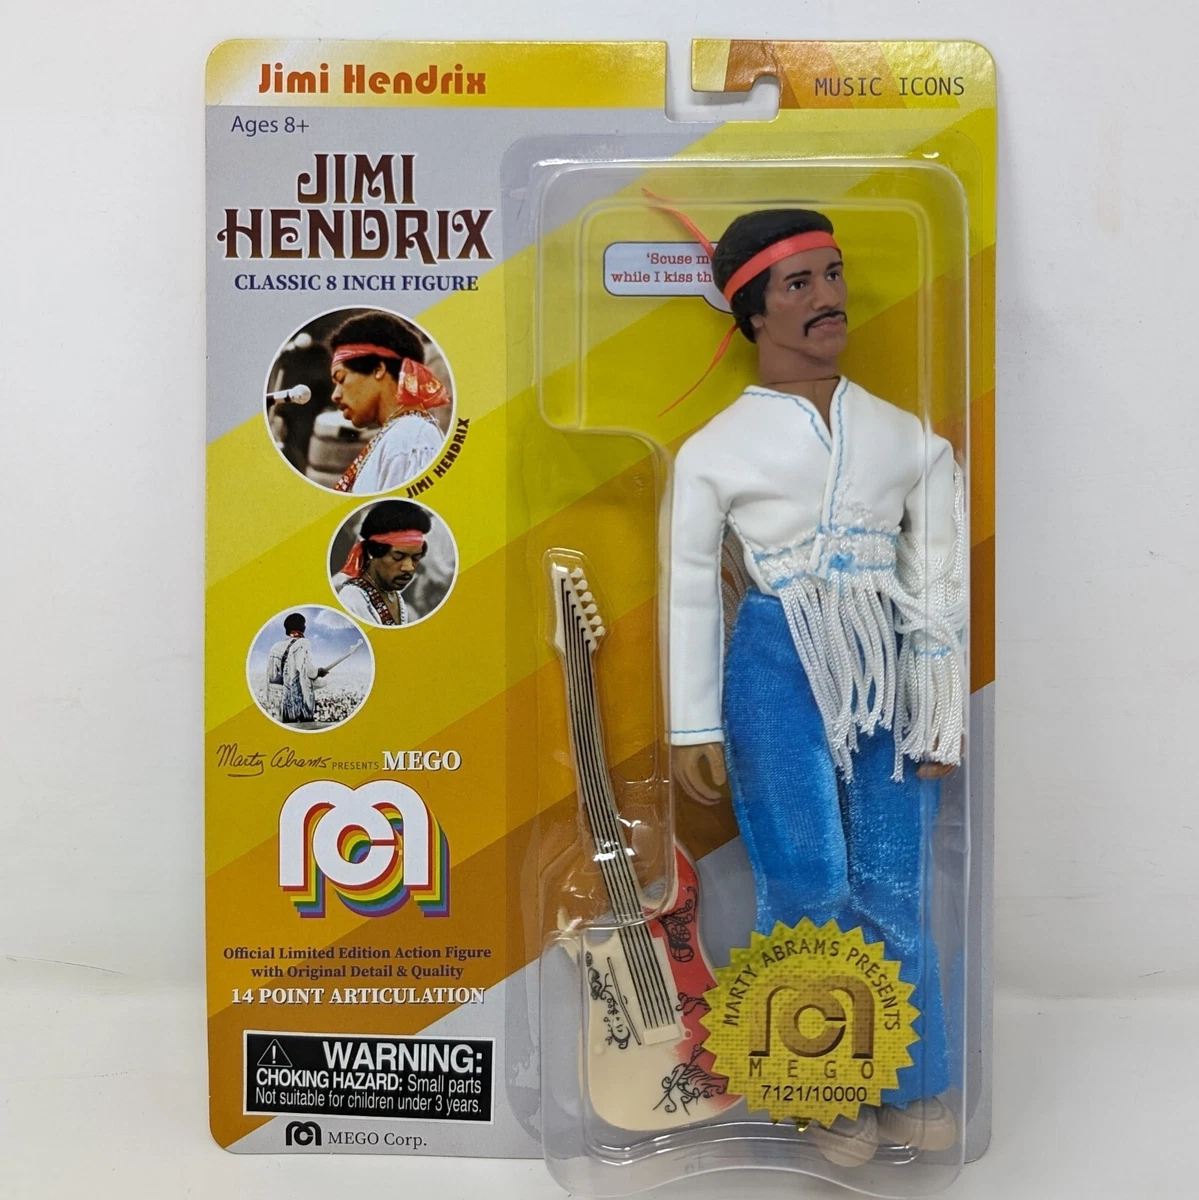 Jimi Hendrix
MUSIC ICONS
Ages 8+
JIMI
HENDRIX
CLASSIC 8 INCH FIGURE
'Scuse m
while I kiss th
JIMI HENDRIX
Marty Abrams PRESENTS MEGO
Official Limited Edition Action Figure
with Original Detail & Quality
14 POINT ARTICULATION
WARNING:
CHOKING HAZARD: Small parts
Not suitable for children under 3 years.
MEGO Corp.
MARTY ABRAMS PRESENTS
MEGO
7121/10000